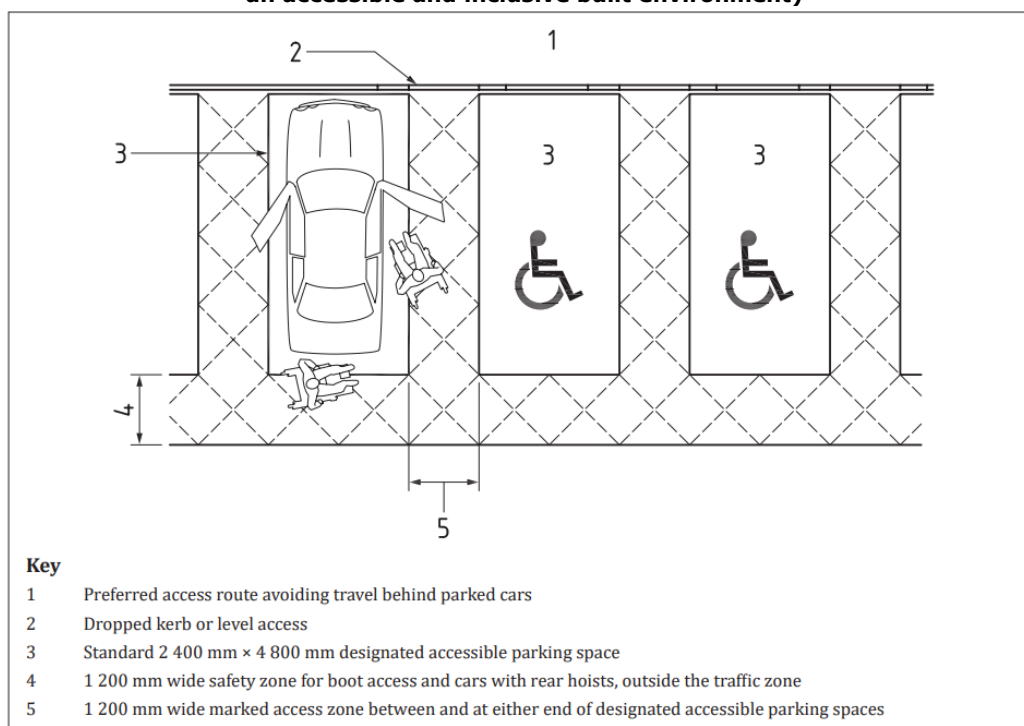 an accessible and inclusive built environment)
1
2
3
3
3
4
5
Key
1 Preferred access route avoiding travel behind parked cars
2 Dropped kerb or level access
3 Standard 2 400 mm × 4 800 mm designated accessible parking space
4 1 200 mm wide safety zone for boot access and cars with rear hoists, outside the traffic zone
5 1 200 mm wide marked access zone between and at either end of designated accessible parking spaces